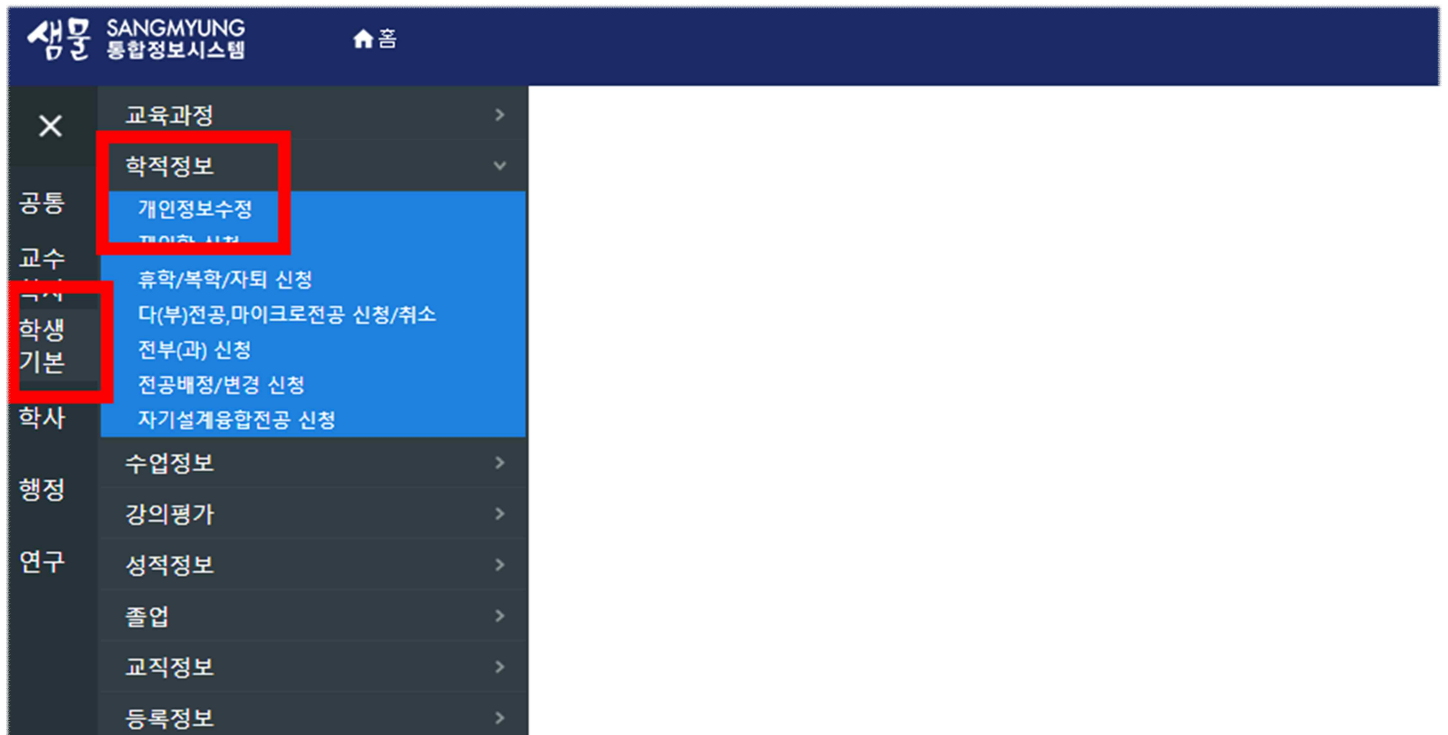 샘물 SANGMYUNG
통합정보시스템
홈
공통
교수
학생
기본
학사
행정
연구
교육과정
학적정보
개인정보수정
휴학/복학/자퇴 신청
다(부)전공,마이크로전공 신청/취소
전부(과) 신청
전공배정/변경 신청
자기설계융합전공 신청
수업정보
강의평가
성적정보
졸업
교직정보
등록정보